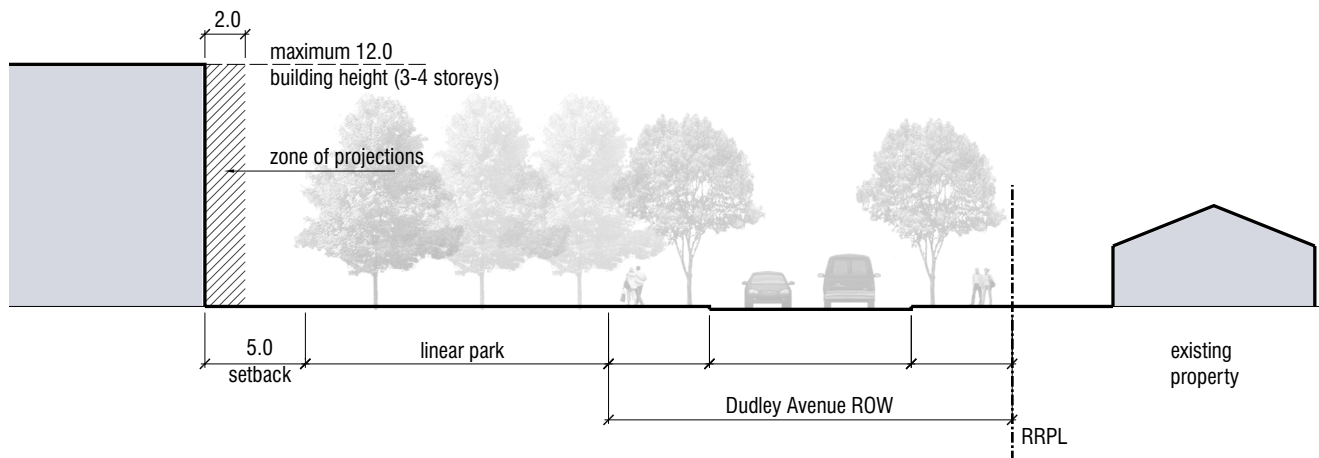 2.0
maximum 12.0
building height (3-4 storeys)
zone of projections
5.0
setback
linear park
existing
property
Dudley Avenue ROW
RRPL